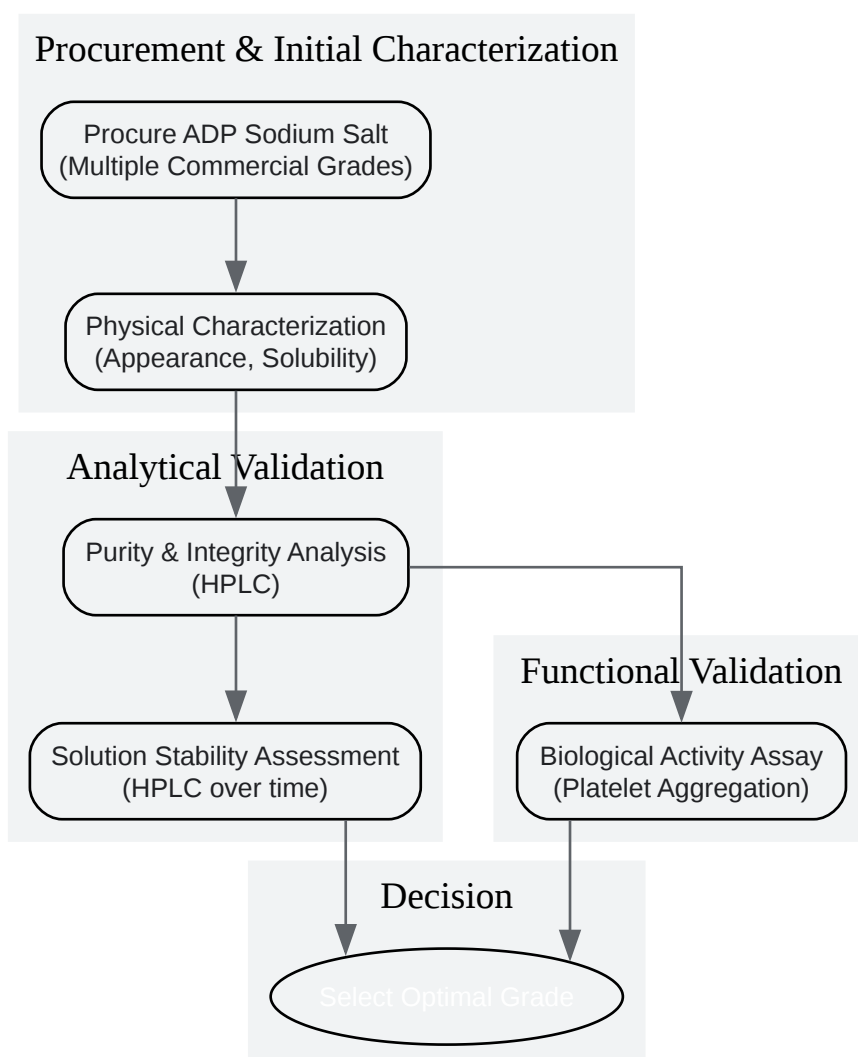 Procurement & Initial Characterization
Procure ADP Sodium Salt
(Multiple Commercial Grades)
Physical Characterization
(Appearance, Solubility)
Analytical Validation
Purity & Integrity Analysis
(HPLC)
Functional Validation
Solution Stability Assessment
(HPLC over time)
Biological Activity Assay
(Platelet Aggregation)
Decision
Select Optimal Grade